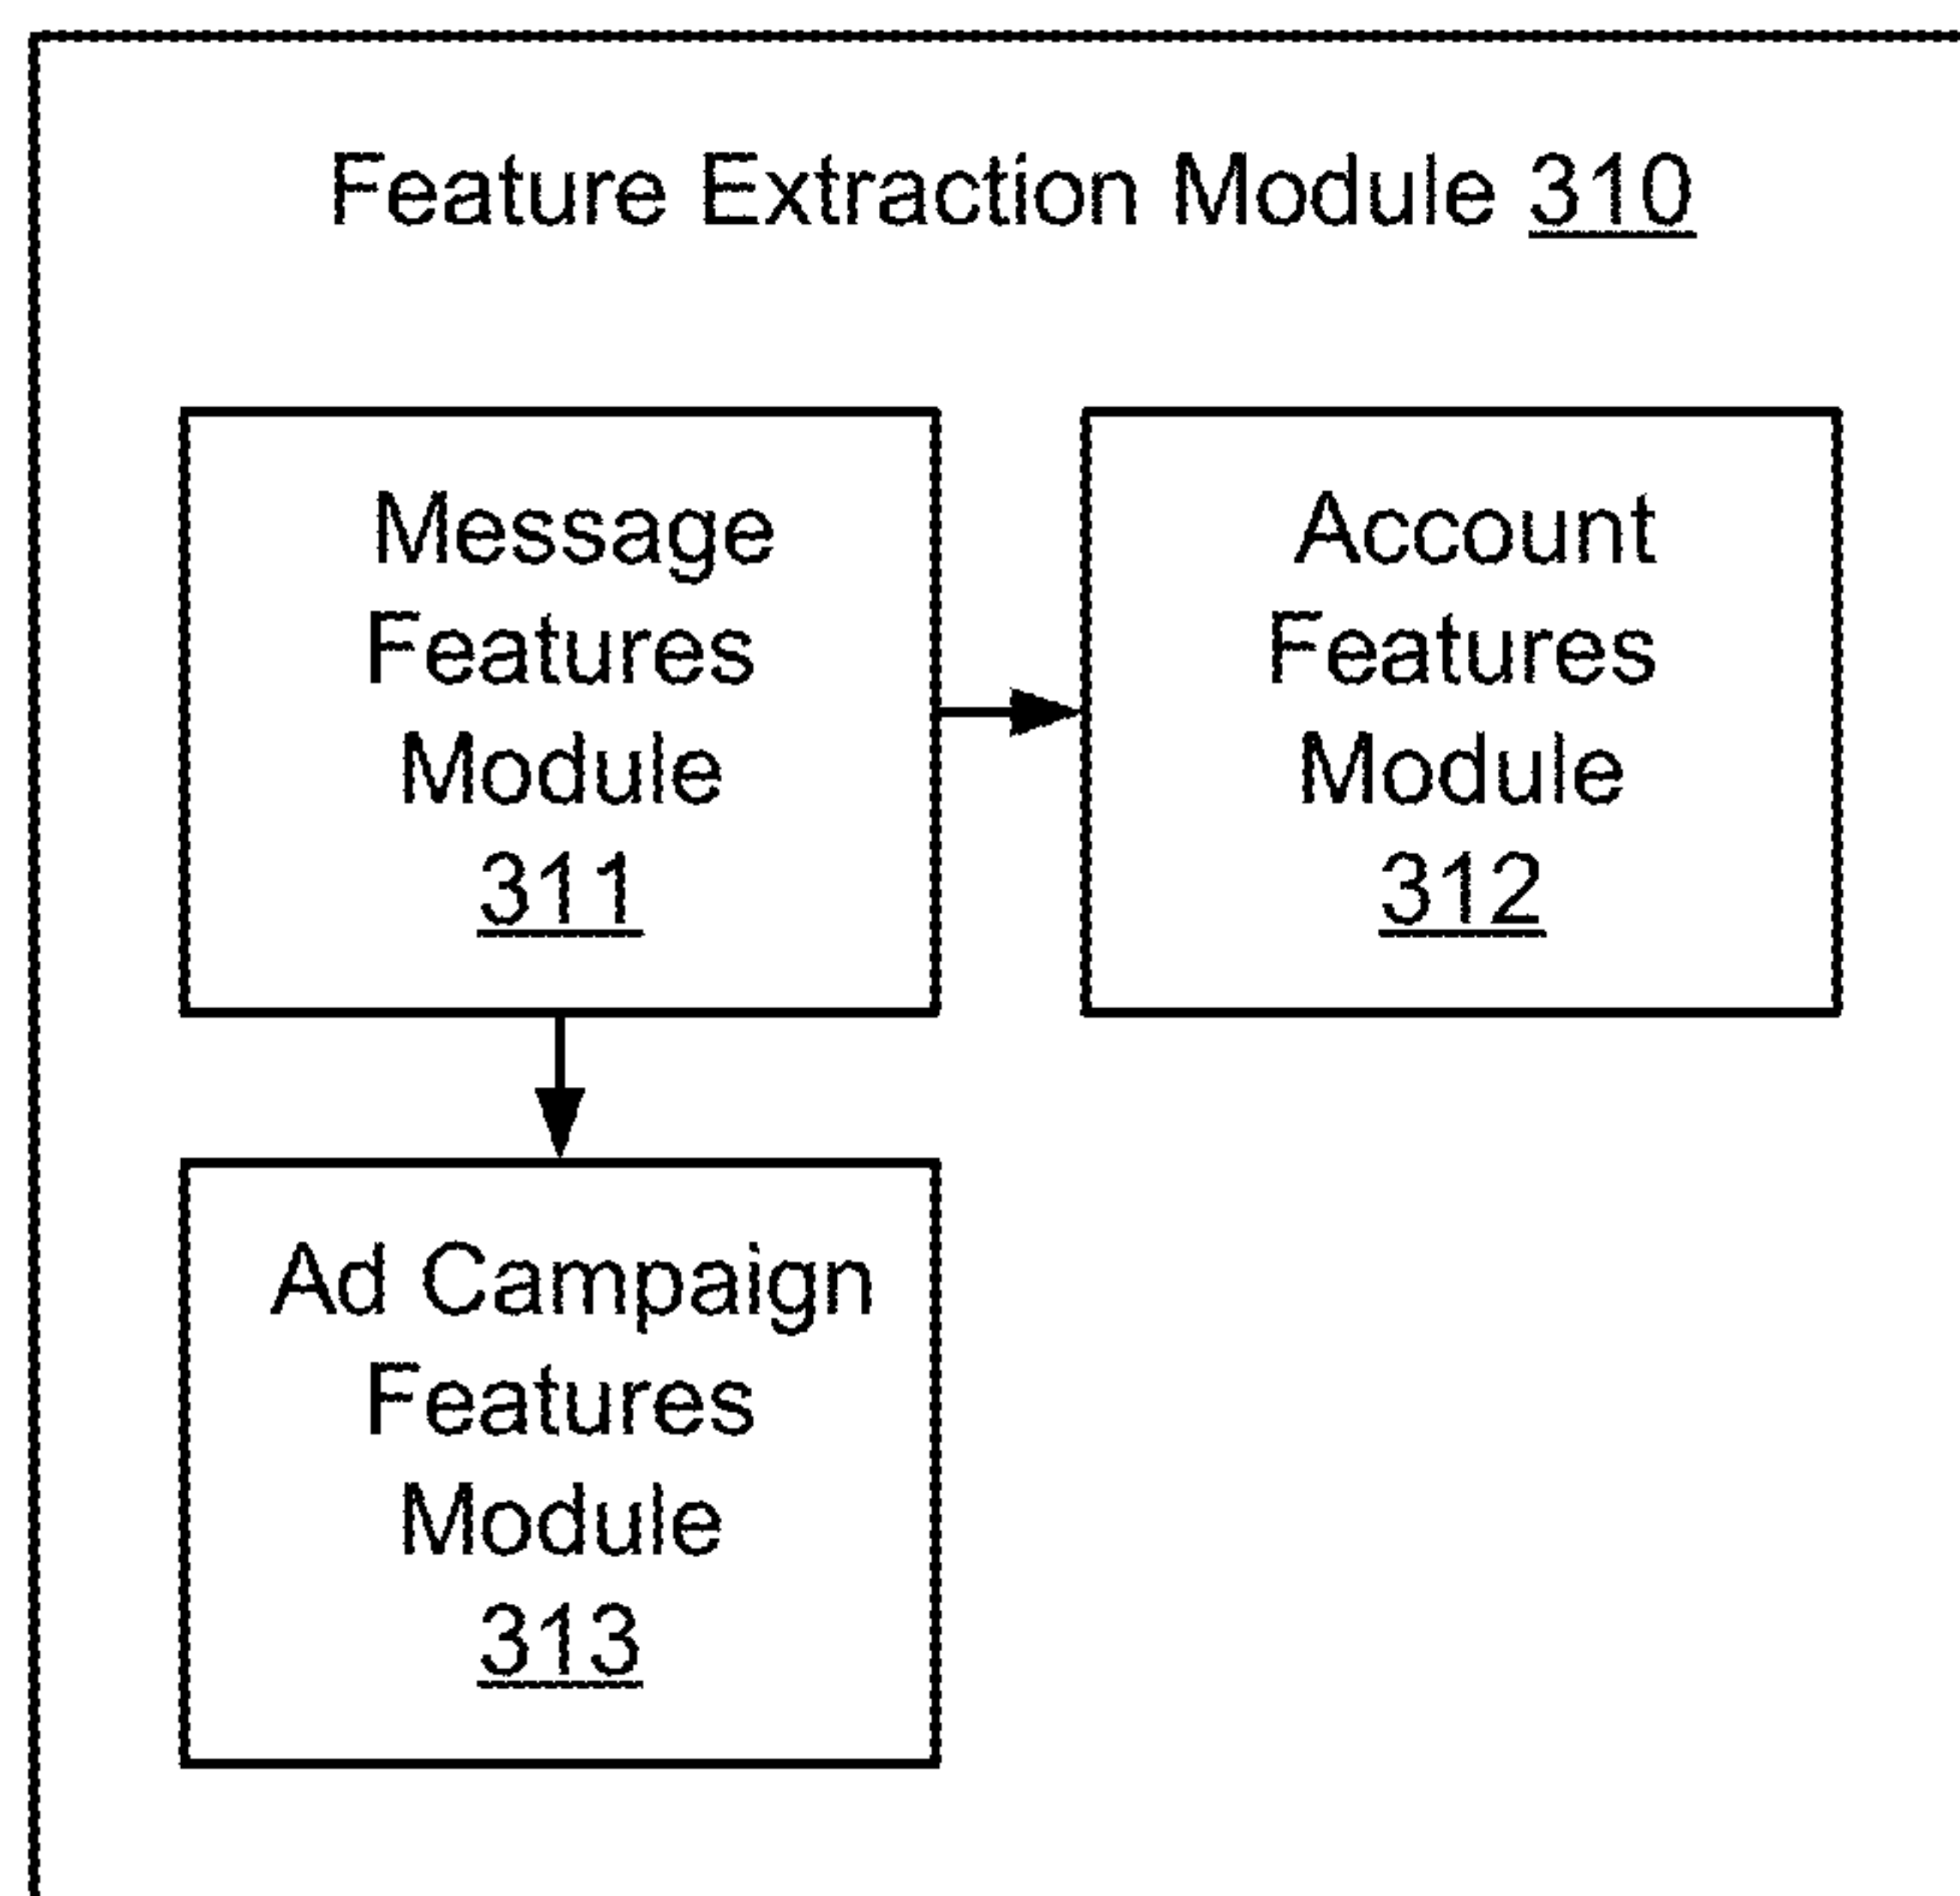 Feature Extraction Module 310
Message
Features
Module
311
Account
Features
Module
312
Ad Campaign
Features
Module
313